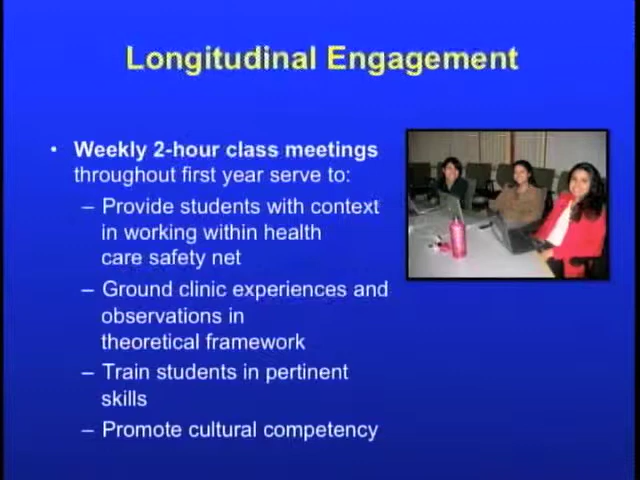 Longitudinal Engagement
• Weekly 2-hour class meetings
throughout first year serve to:
– Provide students with context
in working within health
care safety net
– Ground clinic experiences and
observations in
theoretical framework
– Train students in pertinent
skills
– Promote cultural competency